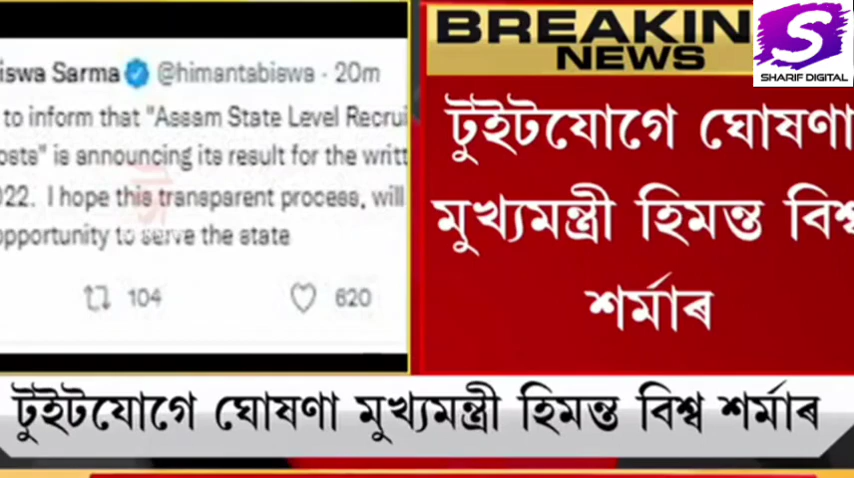 iswa Sarma @himantabiswa · 20m
to inform that "Assam State Level Recrui
osts" is announcing its result for the writt
022. I hope this transparent process, will
opportunity to serve the state
104 620
BREAKIN
NEWS
S
SHARIF DIGITAL
টুইটযোগে ঘোষণা
মুখ্যমন্ত্ৰী হিমন্ত বিশ্ব
শৰ্মাৰ
টুইটযোগে ঘোষণা মুখ্যমন্ত্ৰী হিমন্ত বিশ্ব শৰ্মাৰ